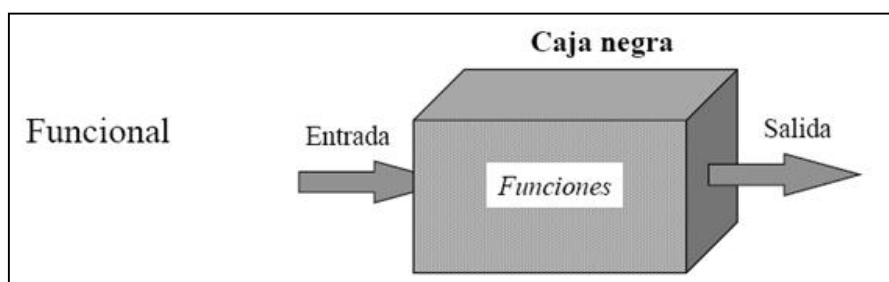 Caja negra
Funcional
Entrada
Salida
Funciones